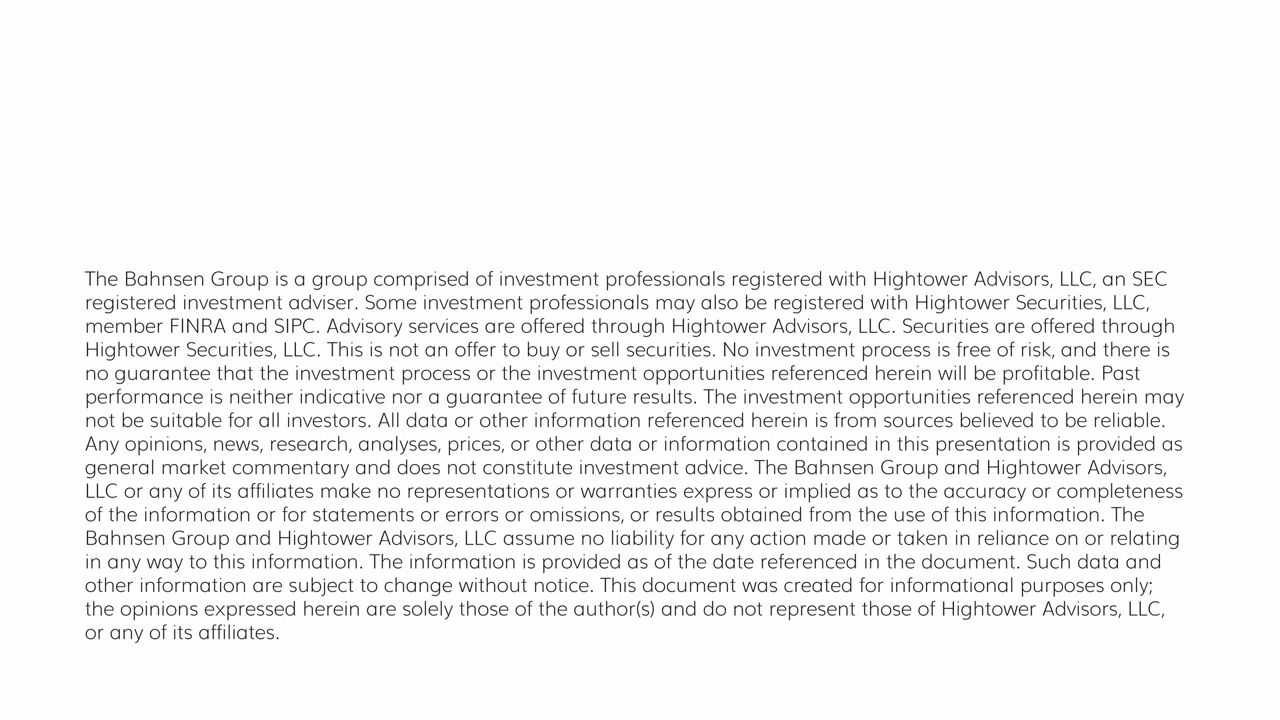 The Bahnsen Group is a group comprised of investment professionals registered with Hightower Advisors, LLC, an SEC
registered investment adviser. Some investment professionals may also be registered with Hightower Securities, LLC,
member FINRA and SIPC. Advisory services are offered through Hightower Advisors, LLC. Securities are offered through
Hightower Securities, LLC. This is not an offer to buy or sell securities. No investment process is free of risk, and there is
no guarantee that the investment process or the investment opportunities referenced herein will be profitable. Past
performance is neither indicative nor a guarantee of future results. The investment opportunities referenced herein may
not be suitable for all investors. All data or other information referenced herein is from sources believed to be reliable.
Any opinions, news, research, analyses, prices, or other data or information contained in this presentation is provided as
general market commentary and does not constitute investment advice. The Bahnsen Group and Hightower Advisors,
LLC or any of its affiliates make no representations or warranties express or implied as to the accuracy or completeness
of the information or for statements or errors or omissions, or results obtained from the use of this information. The
Bahnsen Group and Hightower Advisors, LLC assume no liability for any action made or taken in reliance on or relating
in any way to this information. The information is provided as of the date referenced in the document. Such data and
other information are subject to change without notice. This document was created for informational purposes only;
the opinions expressed herein are solely those of the author(s) and do not represent those of Hightower Advisors, LLC,
or any of its affiliates.